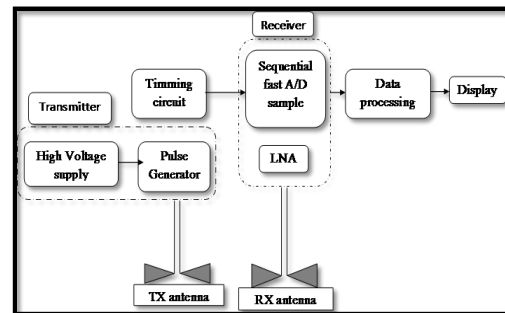 Receiver
Timming
circuit
Sequential
fast A/D
sample
Data
processing
Display
Transmitter
High Voltage
supply
Pulse
Generator
LNA
TX antenna
RX antenna